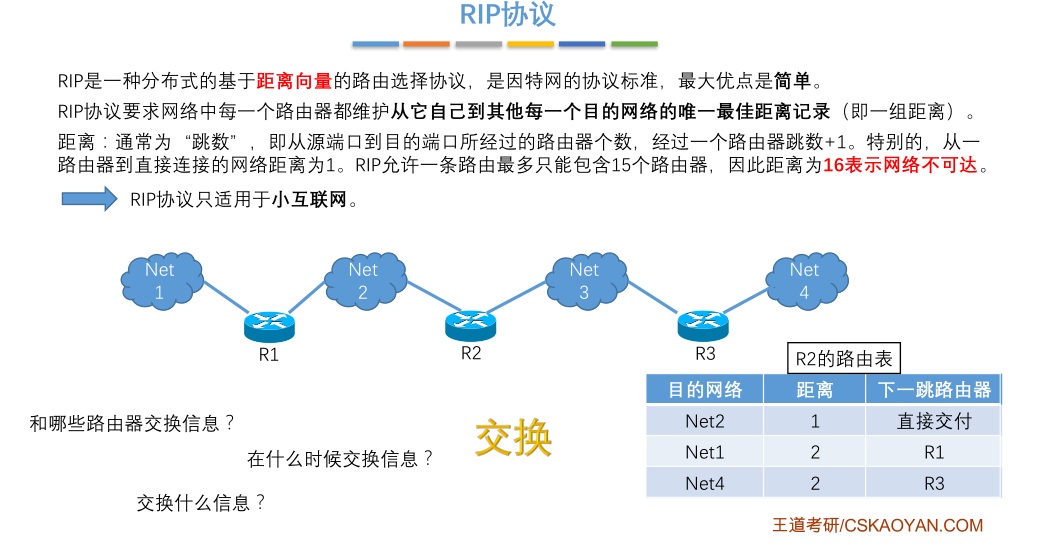 RIP协议
RIP是一种分布式的基于距离向量的路由选择协议，是因特网的协议标准，最大优点是简单。
RIP协议要求网络中每一个路由器都维护从它自己到其他每一个目的网络的唯一最佳距离记录（即一组距离）。
距离：通常为“跳数”，即从源端口到目的端口所经过的路由器个数，经过一个路由器跳数+1。特别的，从一
路由器到直接连接的网络距离为1。RIP允许一条路由最多只能包含15个路由器，因此距离为16表示网络不可达。
RIP协议只适用于小互联网。
Net
1
Net
2
Net
3
Net
4
R1
R2
R3
R2的路由表
目的网络 距离 下一跳路由器
Net2 1 直接交付
Net1 2 R1
Net4 2 R3
和哪些路由器交换信息？
交换
在什么时候交换信息？
交换什么信息？
王道考研/CSKAOYAN.COM